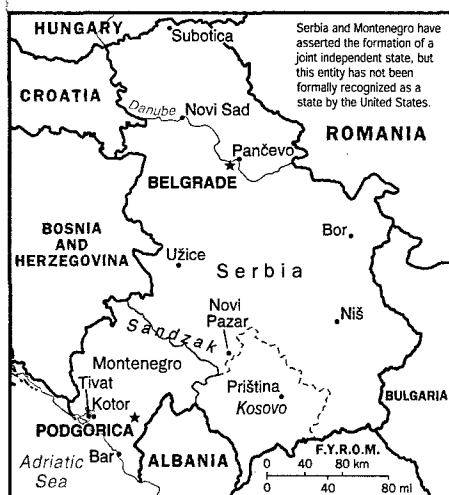 HUNGARY
Subotica
Serbia and Montenegro have
asserted the formation of a
joint independent state, but
this entity has not been
formally recognized as a
state by the United States.
CROATIA
Danube
Novi Sad
ROMANIA
Pančevo
BELGRADE
BOSNIA
AND
HERZEGOVINA
Bor
Užice
Serbia
Novi
Pazar
Niš
Sandzak
Montenegro
Tivat
Kotor
Priština
Kosovo
BULGARIA
PODGORICA
Bar
ALBANIA
F.Y.R.O.M.
Adriatic
Sea
0 40 80 km
0 40 80 mi